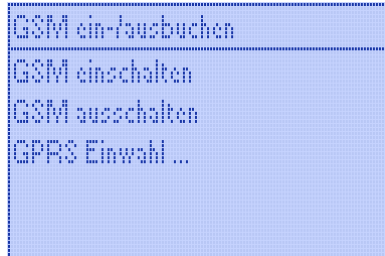 GSM ein-/ausbuchen
GSM einschalten
GSM ausschalten
GPRS Einwahl ...